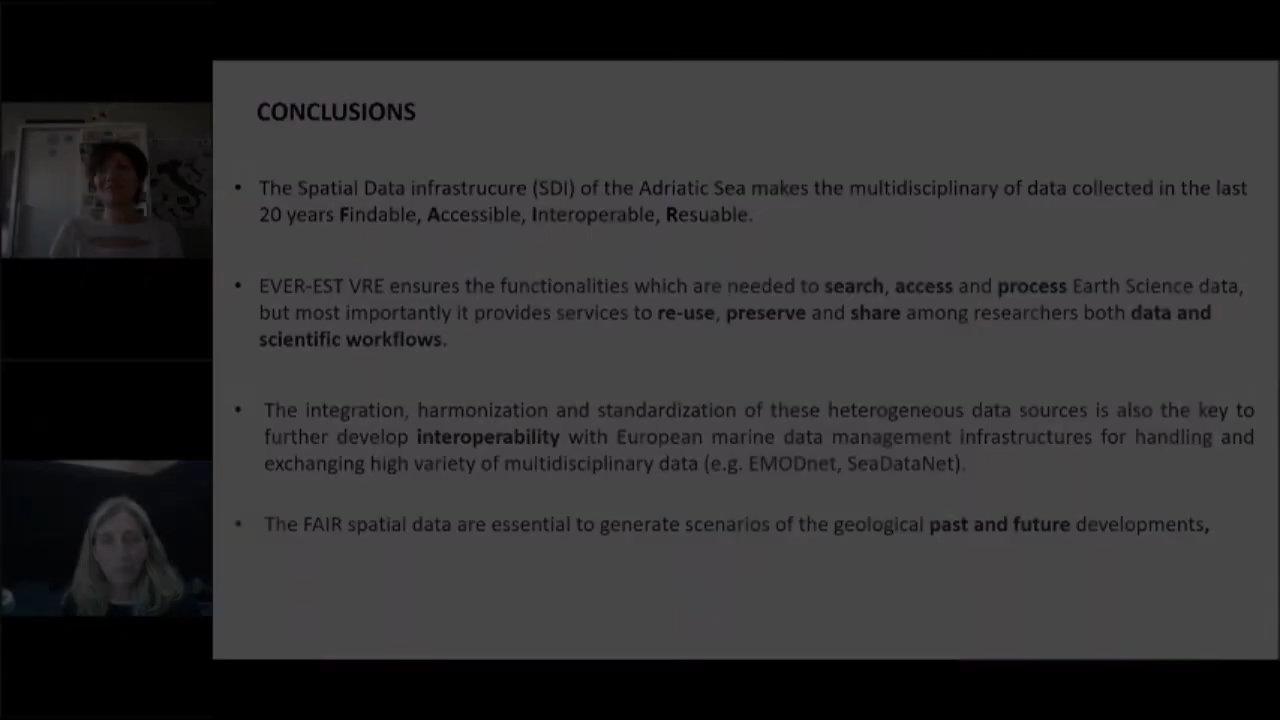 CONCLUSIONS
• The Spatial Data infrastrucure (SDI) of the Adriatic Sea makes the multidisciplinary of data collected in the last
20 years Findable, Accessible, Interoperable, Resuable.
• EVER-EST VRE ensures the functionalities which are needed to search, access and process Earth Science data,
but most importantly it provides services to re-use, preserve and share among researchers both data and
scientific workflows.
• The integration, harmonization and standardization of these heterogeneous data sources is also the key to
further develop interoperability with European marine data management infrastructures for handling and
exchanging high variety of multidisciplinary data (e.g. EMODnet, SeaDataNet).
• The FAIR spatial data are essential to generate scenarios of the geological past and future developments,